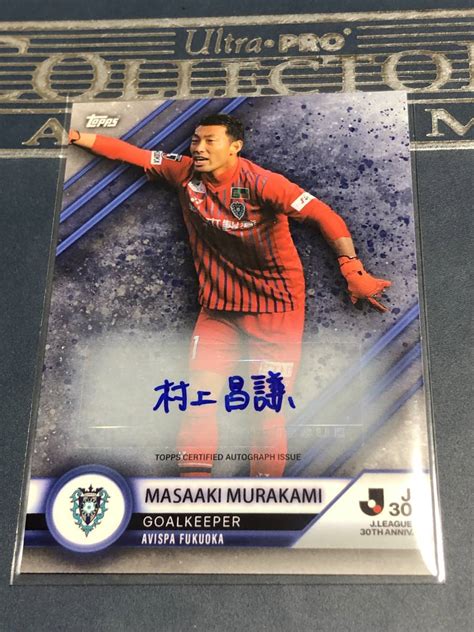 Ultra·PRO
COLLECTO
A M
Topps
村上昌謙
TOPPS CERTIFIED AUTOGRAPH ISSUE
MASAAKI MURAKAMI
GOALKEEPER
AVISPA FUKUOKA
J
30
J.LEAGUE
30TH ANNIV